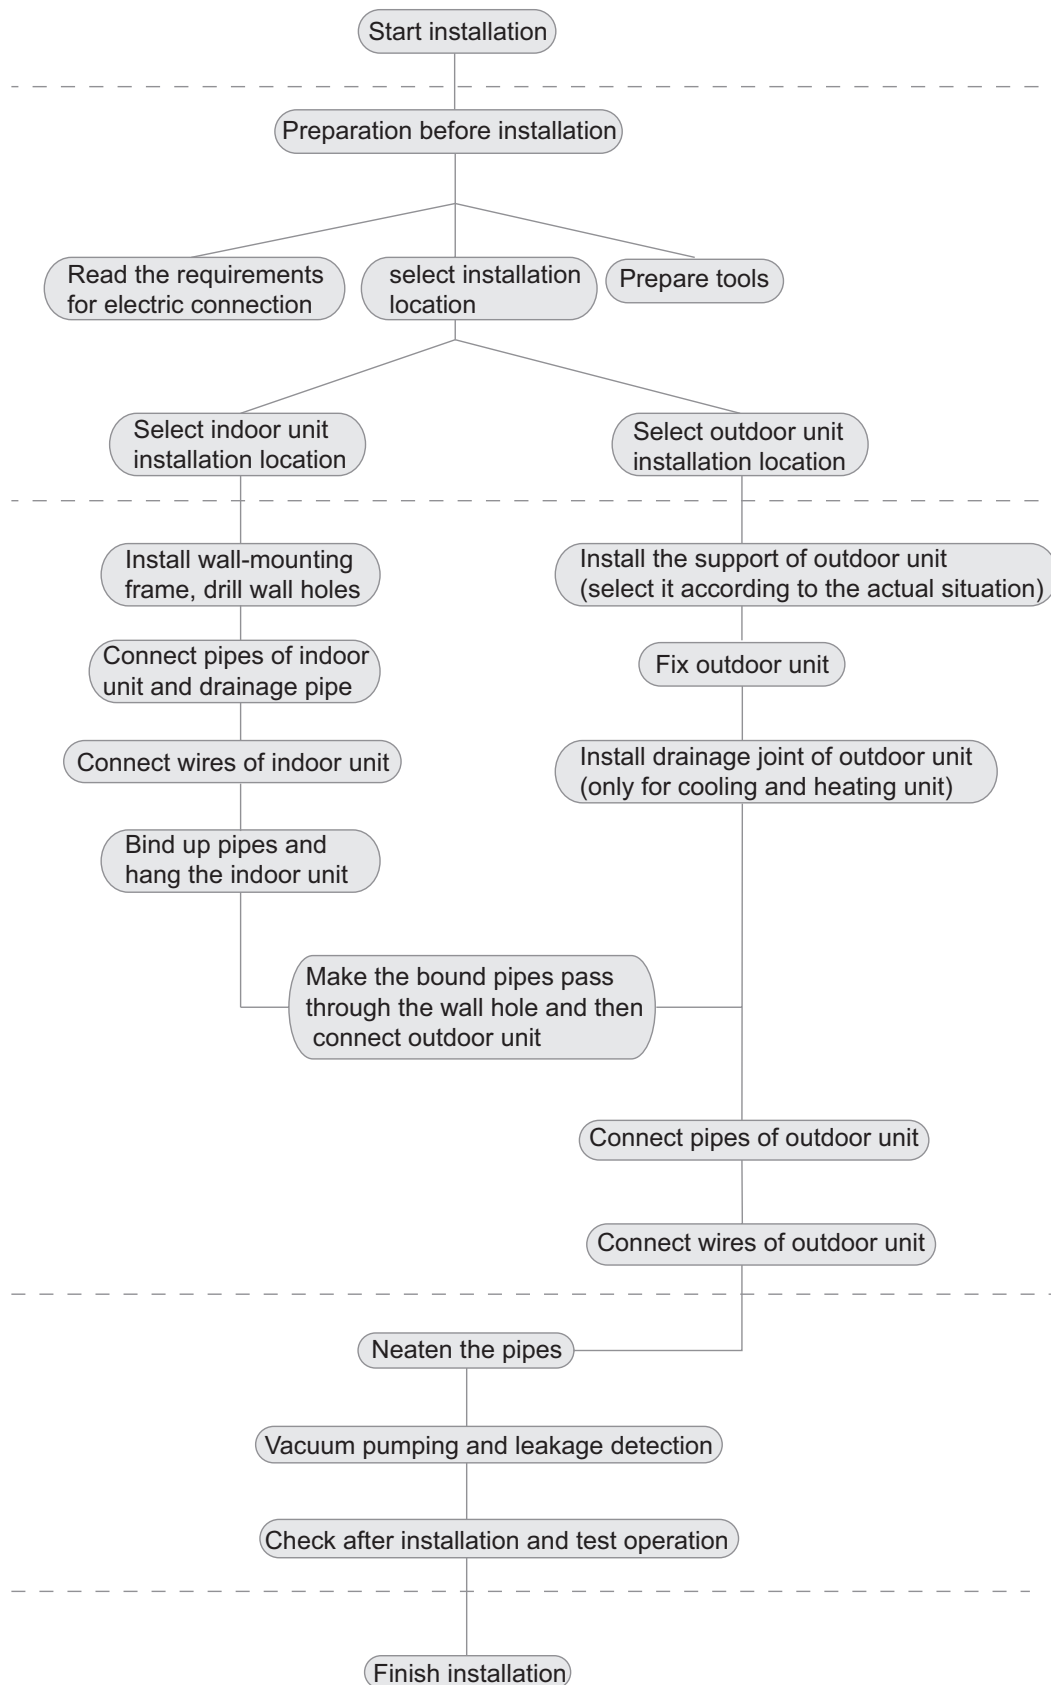 Start installation
Preparation before installation
Read the requirements
for electric connection
select installation
location
Prepare tools
Select indoor unit
installation location
Select outdoor unit
installation location
Install wall-mounting
frame, drill wall holes
Install the support of outdoor unit
(select it according to the actual situation)
Connect pipes of indoor
unit and drainage pipe
Fix outdoor unit
Connect wires of indoor unit
Install drainage joint of outdoor unit
(only for cooling and heating unit)
Bind up pipes and
hang the indoor unit
Make the bound pipes pass
through the wall hole and then
connect outdoor unit
Connect pipes of outdoor unit
Connect wires of outdoor unit
Neaten the pipes
Vacuum pumping and leakage detection
Check after installation and test operation
Finish installation